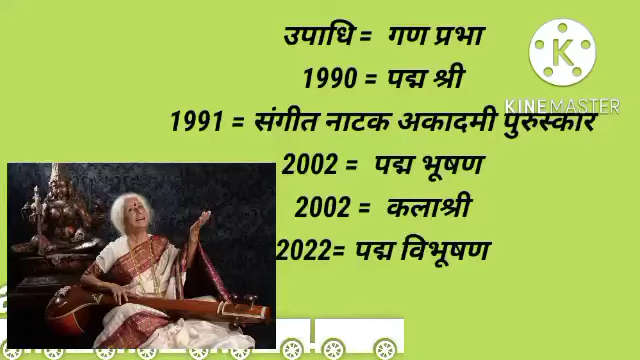 उपाधि = गण प्रभा
1990 = पद्म श्री
K
KINEMASTER
1991 = संगीत नाटक अकादमी पुरुस्कार
2002 = पद्म भूषण
2002 = कलाश्री
2022= पद्म विभूषण